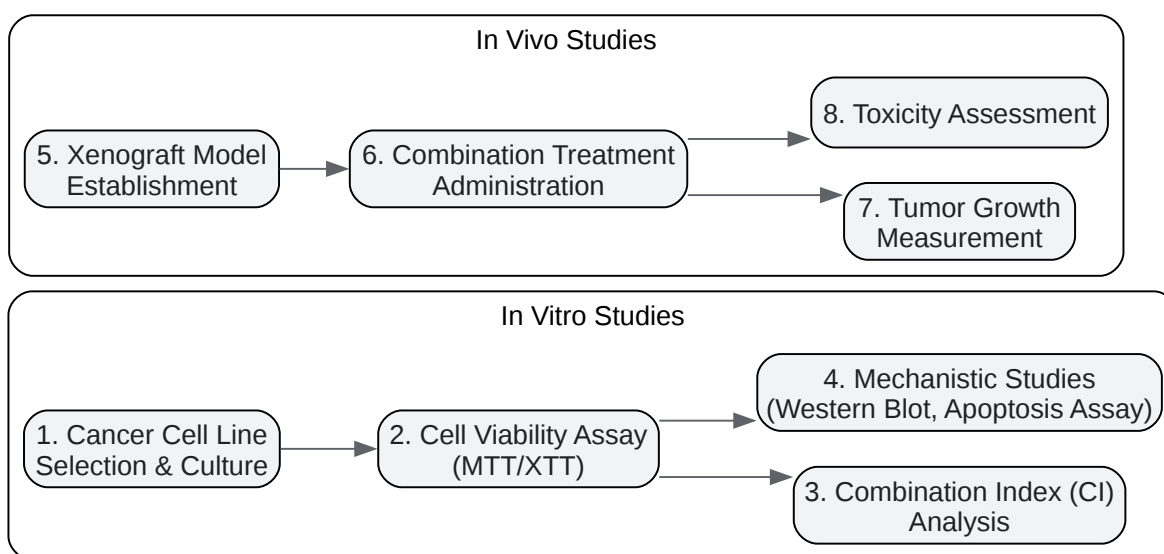 In Vivo Studies
5. Xenograft Model
Establishment
6. Combination Treatment
Administration
8. Toxicity Assessment
7. Tumor Growth
Measurement
In Vitro Studies
1. Cancer Cell Line
Selection & Culture
2. Cell Viability Assay
(MTT/XTT)
4. Mechanistic Studies
(Western Blot, Apoptosis Assay)
3. Combination Index (CI)
Analysis